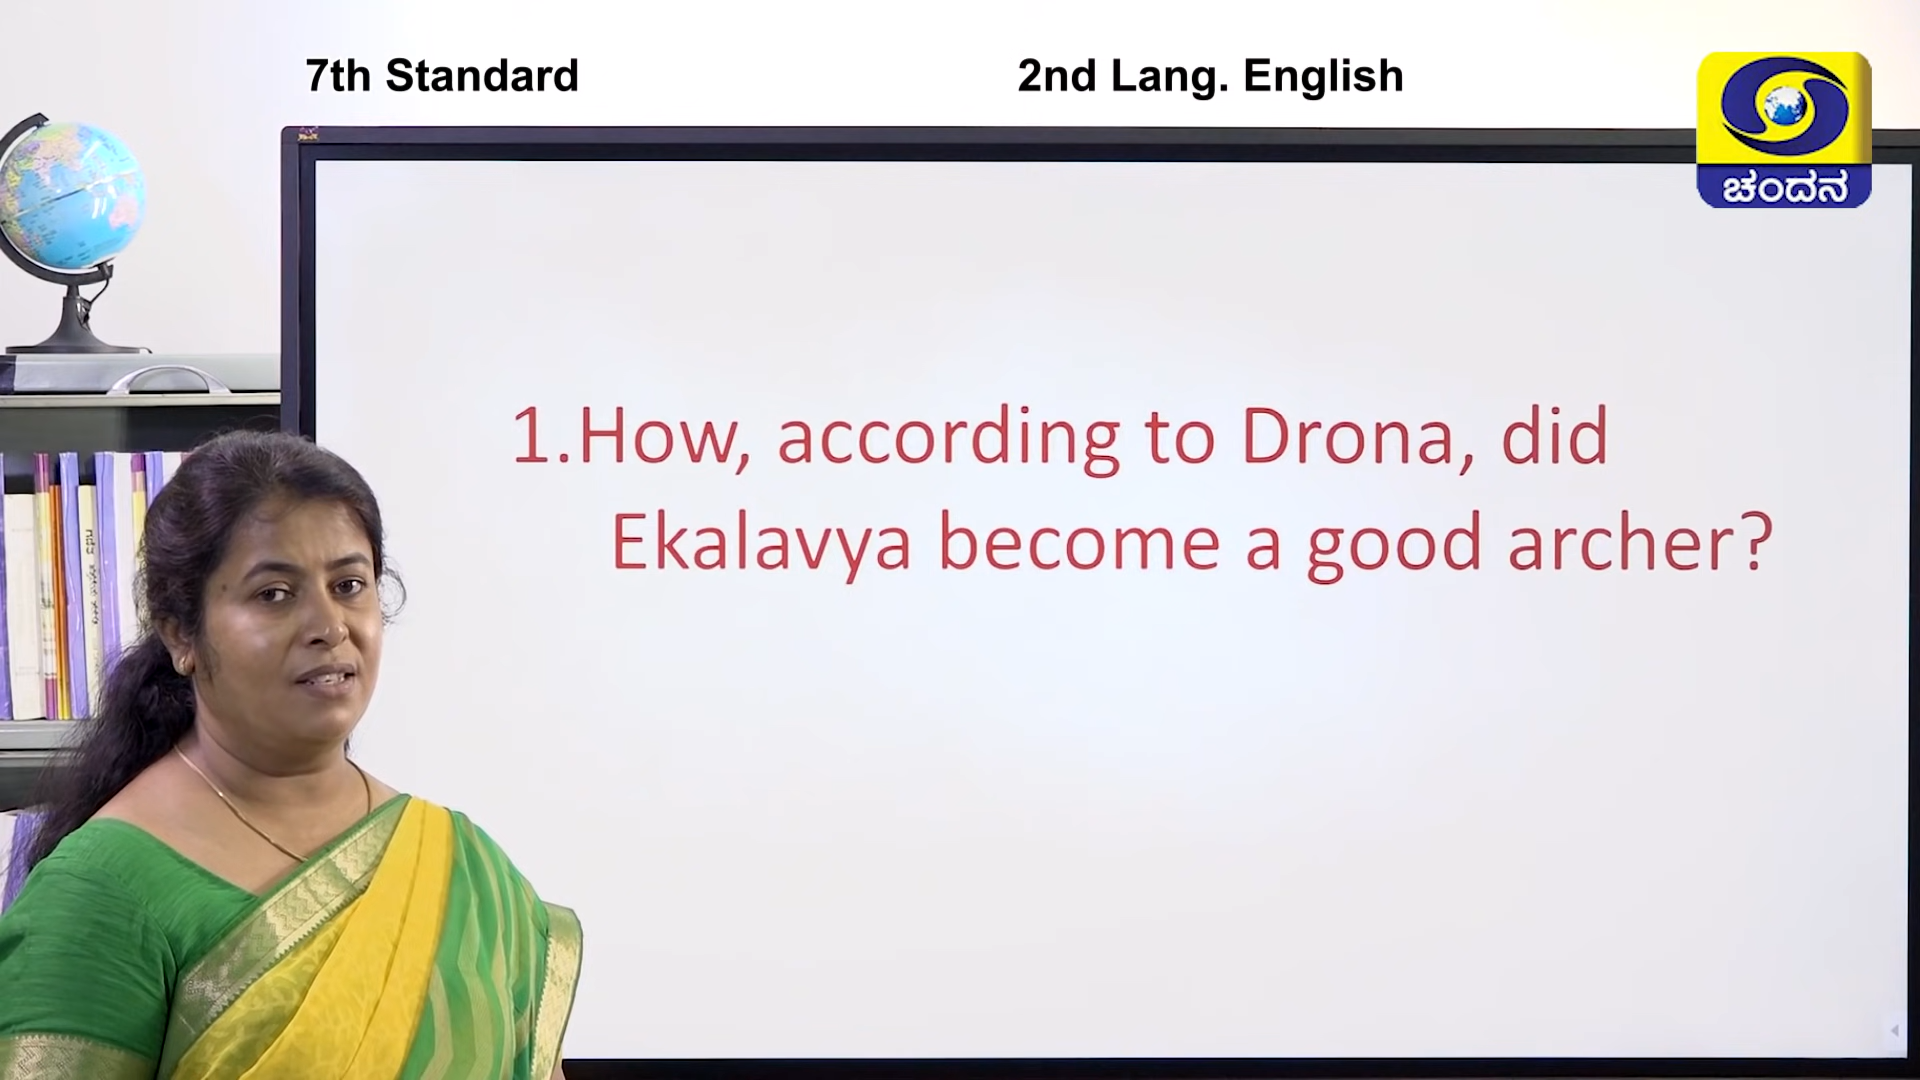 7th Standard
2nd Lang. English
ಚಂದನ
1.How, according to Drona, did
Ekalavya become a good archer?